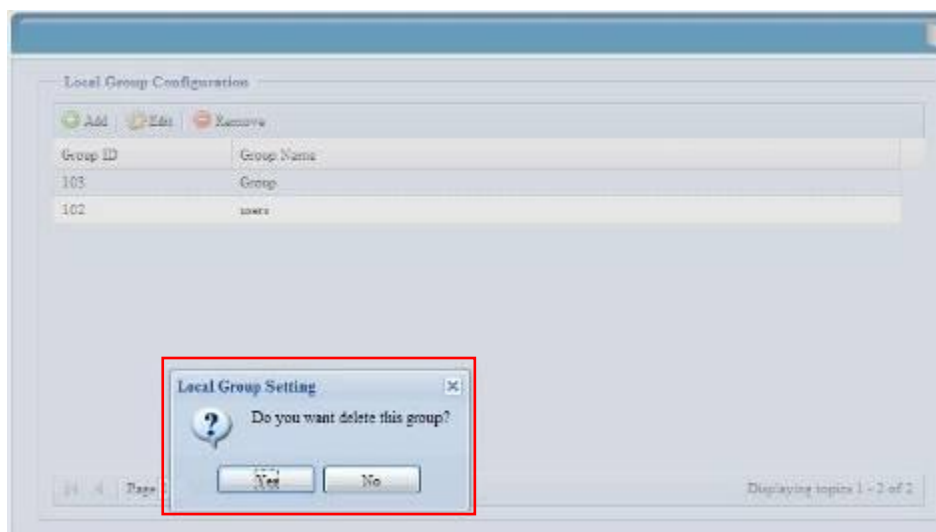 Local Group Configuration
Add Edit Remove
Group ID Group Name
103 Group
102 users
Local Group Setting
Do you want delete this group?
Yes No
Page
Displaying topics 1 - 2 of 2